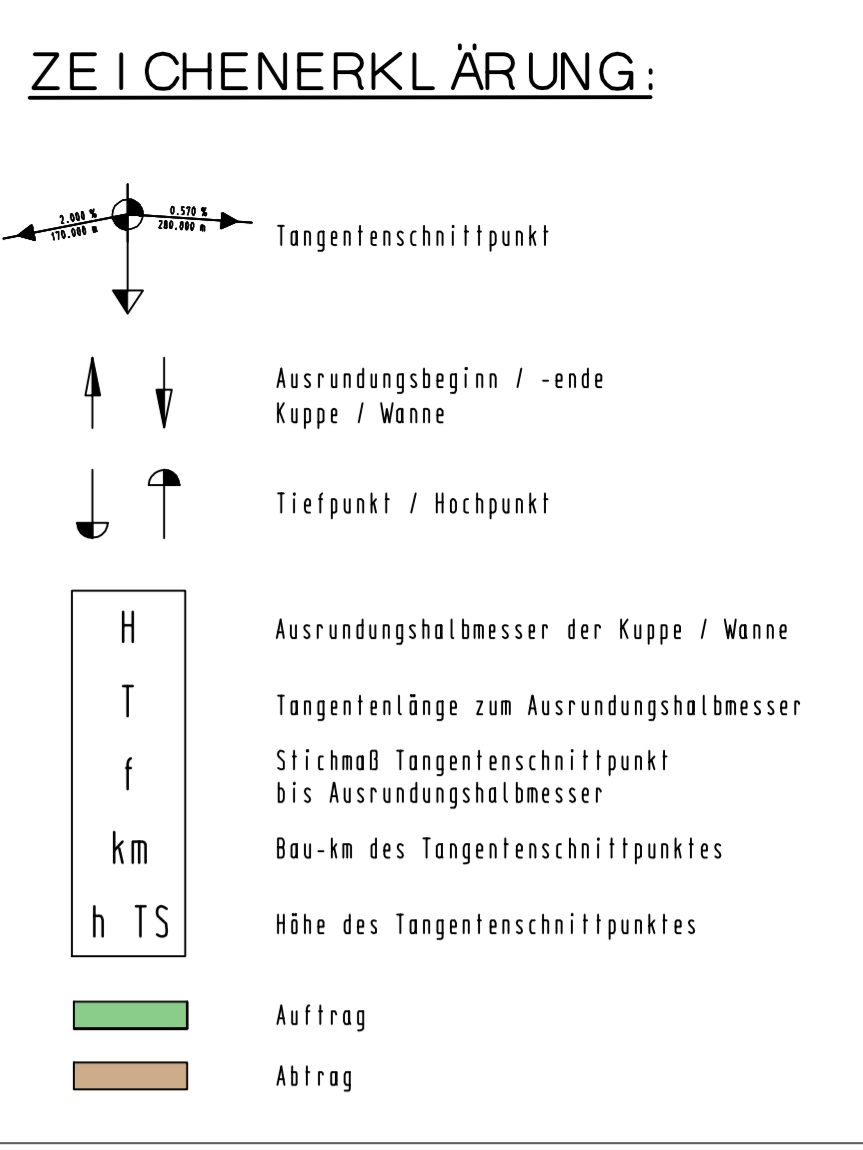 ZEICHENERKLÄRUNG:
2.000 %
170.000 m
0.570 %
280.000 m
Tangentenschnittpunkt
Ausrundungsbeginn / -ende
Kuppe / Wanne
Tiefpunkt / Hochpunkt
H
Ausrundungshalbmesser der Kuppe / Wanne
T
Tangentenlänge zum Ausrundungshalbmesser
f
Stichmaß Tangentenschnittpunkt
bis Ausrundungshalbmesser
km
Bau-km des Tangentenschnittpunktes
h TS
Höhe des Tangentenschnittpunktes
Auftrag
Abtrag